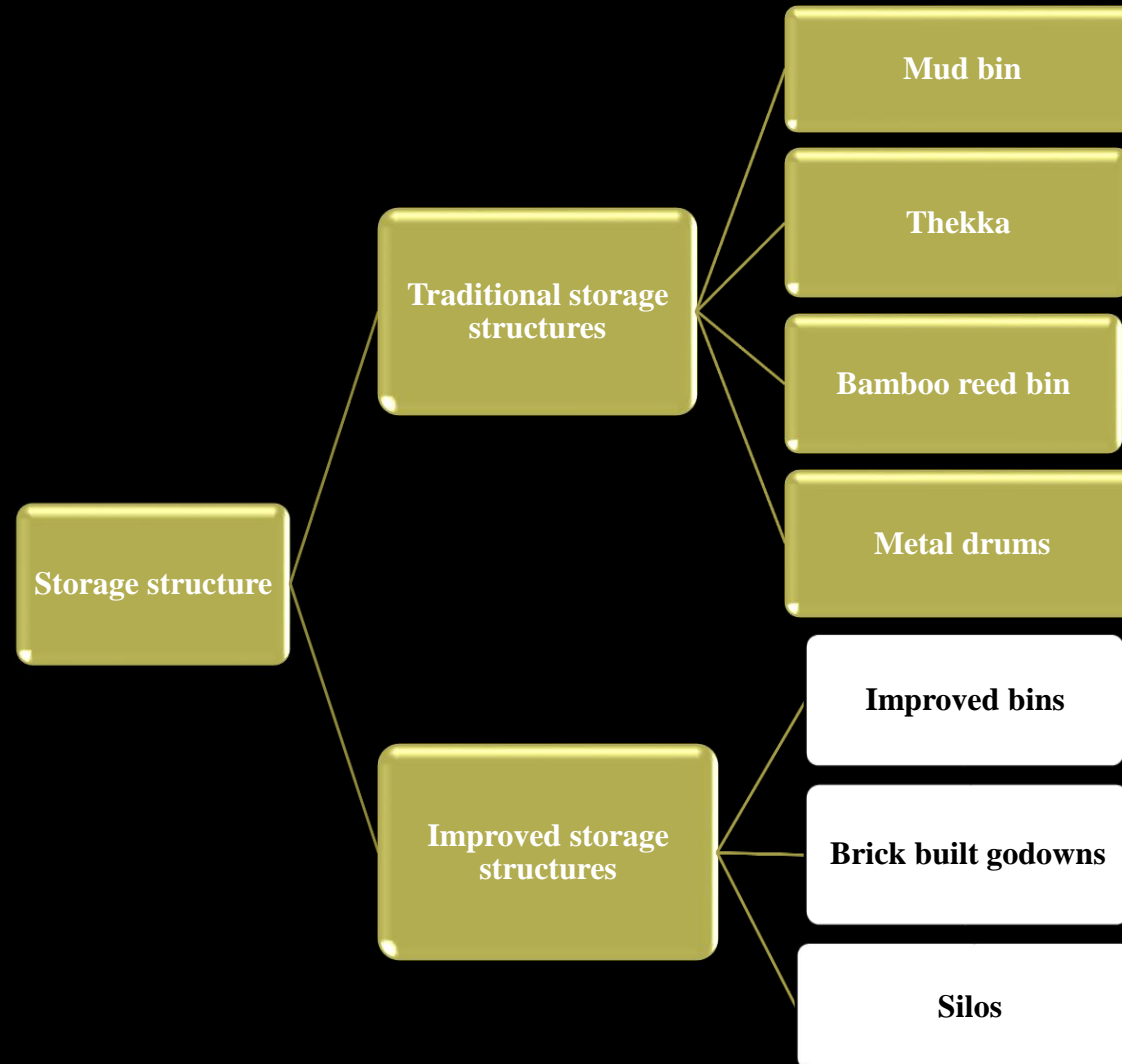 Storage structure
Traditional storage
structures
Mud bin
Thekka
Bamboo reed bin
Metal drums
Improved storage
structures
Improved bins
Brick built godowns
Silos